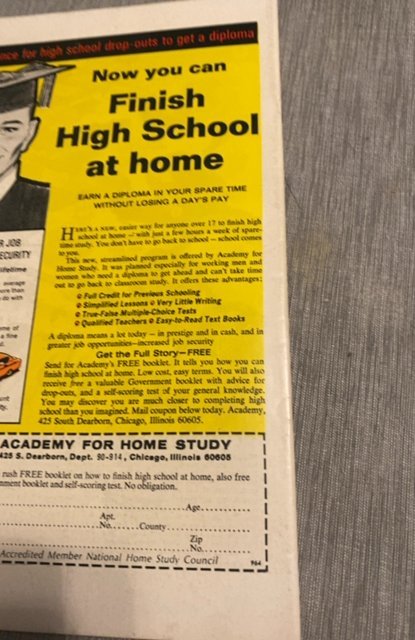 nce for high school drop-outs to get a diploma
Now you can
Finish
High School
at home
EARN A DIPLOMA IN YOUR SPARE TIME
WITHOUT LOSING A DAY'S PAY
HERE'S A NEW, easier way for anyone over 17 to finish high
school at home — with just a few hours a week of spare-
time study. You don't have to go back to school — school comes
to you.
This new, streamlined program is offered by Academy for
Home Study. It was planned especially for working men and
women who need a diploma to get ahead and can't take time
out to go back to classroom study. It offers these advantages:
Full Credit for Previous Schooling
Simplified Lessons Very Little Writing
True-False Multiple-Choice Tests
Qualified Teachers Easy-to-Read Text Books
A diploma means a lot today – in prestige and in cash, and in
greater job opportunities—increased job security
Get the Full Story—FREE
Send for Academy's FREE booklet. It tells you how you can
finish high school at home. Low cost, easy terms. You will also
receive free a valuable Government booklet with advice for
drop-outs, and a self-scoring test of your general knowledge.
You may discover you are much closer to completing high
school than you imagined. Mail coupon below today. Academy,
425 South Dearborn, Chicago, Illinois 60605.
R JOB
ECURITY
lifetime
average
ore than
do with
me of
a fine
ACADEMY FOR HOME STUDY
425 S. Dearborn, Dept. 90-914, Chicago, Illinois 60605
rush FREE booklet on how to finish high school at home, also free
nment booklet and self-scoring test. No obligation.
Age
Apt.
No. County
Zip
No.
Accredited Member National Home Study Council
964